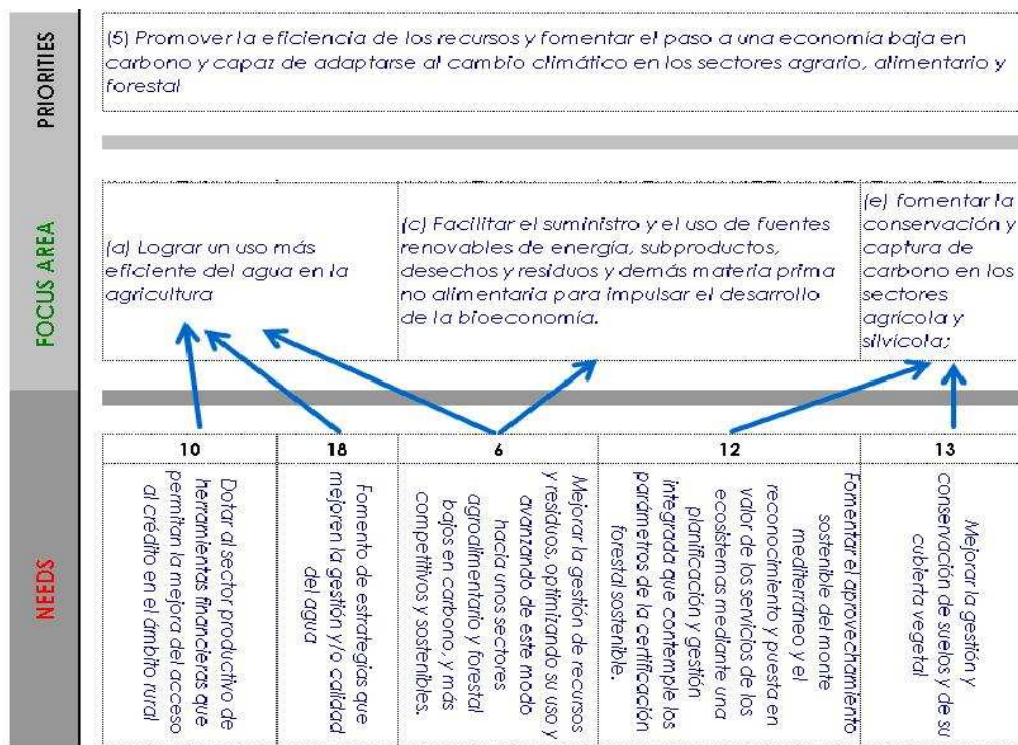 PRIORITIES
(5) Promover la eficiencia de los recursos y fomentar el paso a una economía baja en
carbono y capaz de adaptarse al cambio climático en los sectores agrario, alimentario y
forestal
FOCUS AREA
(a) Lograr un uso más
eficiente del agua en la
agricultura
(c) Facilitar el suministro y el uso de fuentes
renovables de energía, subproductos,
desechos y residuos y demás materia prima
no alimentaria para impulsar el desarrollo
de la bioeconomía.
(e) fomentar la
conservación y
captura de
carbono en los
sectores
agrícola y
silvícola;
NEEDS
10
Dotar al sector productivo de
herramientas financieras que
permitan la mejora del acceso
al crédito en el ámbito rural
18
Fomento de estrategias que
mejoren la gestión y/o calidad
del agua
6
Mejorar la gestión de recursos
y residuos, optimizando su uso y
avanzando de este modo
hacia unos sectores
agroalimentario y forestal
bajos en carbono, y más
competitivos y sostenibles.
12
Fomentar el aprovechamiento
sostenible del monte
mediterráneo y el
reconocimiento y puesta en
valor de los servicios de los
ecosistemas mediante una
planificación y gestión
integrada que contemple los
parámetros de la certificación
forestal sostenible.
13
Mejorar la gestión y
conservación de suelos y de su
cubierta vegetal